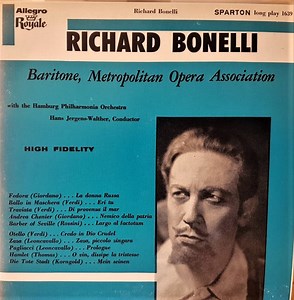 Allegro
Royale
Richard Bonelli
SPARTON long play 1639
RICHARD BONELLI
Baritone, Metropolitan Opera Association
with the Hamburg Philharmonia Orchestra
Hans Jurgens-Walther, Conductor
HIGH FIDELITY
Fedora (Giordano) . . . La donna Russa
Ballo in Maschera (Verdi) . . . Eri tu
Traviata (Verdi) . . . Di provenza il mar
Andrea Chenier (Giordano) . . . Nemico della patria
Barber of Seville (Rossini) . . . Largo al factotum
Otello (Verdi) . . . Credo in Dio Crudel
Zaza (Leoncavallo) . . . Zaza, piccola zingara
Pagliacci (Leoncavallo) . . . Prologue
Hamlet (Thomas) . . . O vin, dissipe la tristesse
Die Tote Stadt (Korngold) . . . Mein sehnen